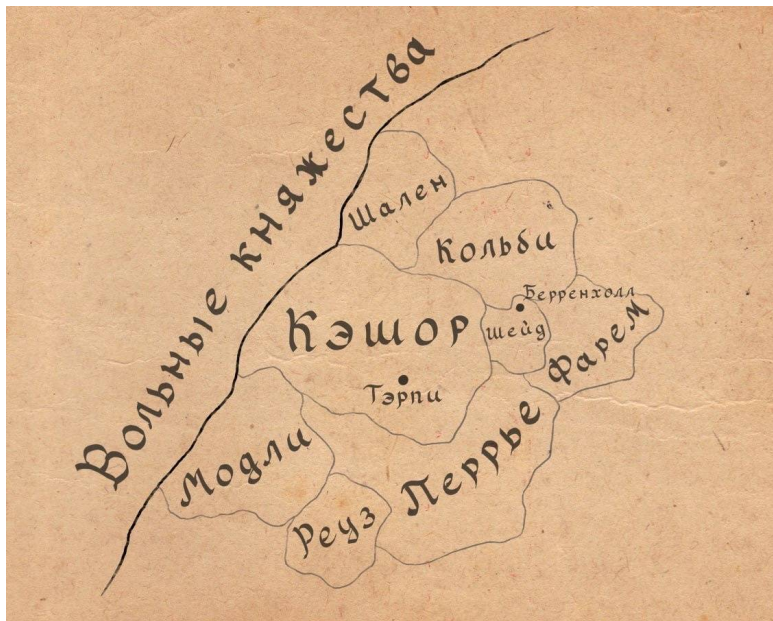 Вольные княжества
Шален
Кольби
Берренхолл
Кэшор
Шейд
Фарем
Тэрпи
Перрье
Модли
Реуз